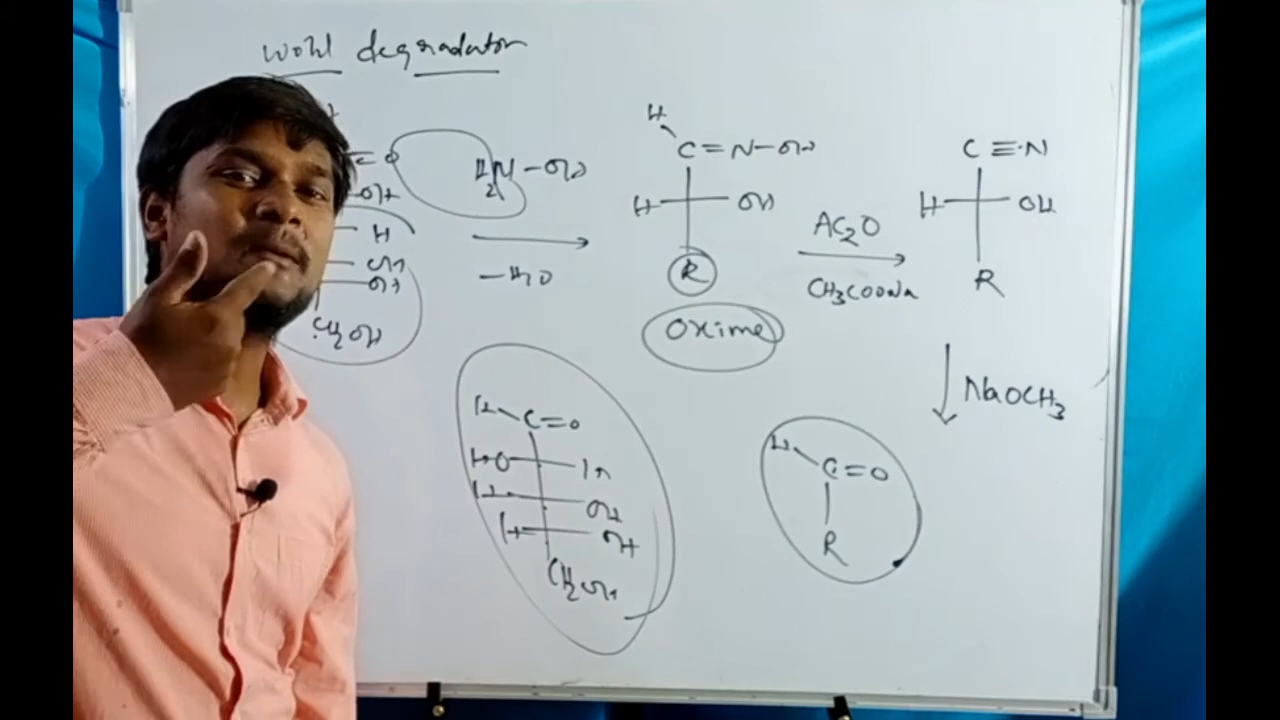 wohl degradation
=O
-OH
H
OH
OH
CH2OH
H2N-OH
-H2O
H
C=N-OH
H OH
R
Oxime
AC2O
CH3COONa
C≡N
H OH
R
NaOCH3
H
C=O
R
H
C=O
HO H
H OH
H OH
CH2OH